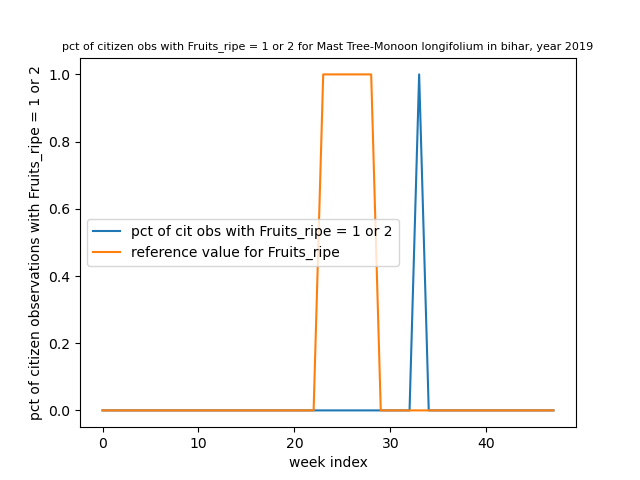 pct of citizen obs with Fruits_ripe = 1 or 2 for Mast Tree-Monoon longifolium in bihar, year 2019
pct of citizen observations with Fruits_ripe = 1 or 2
1.0
0.8
0.6
0.4
0.2
0.0
pct of cit obs with Fruits_ripe = 1 or 2
reference value for Fruits_ripe
0 10 20 30 40
week index